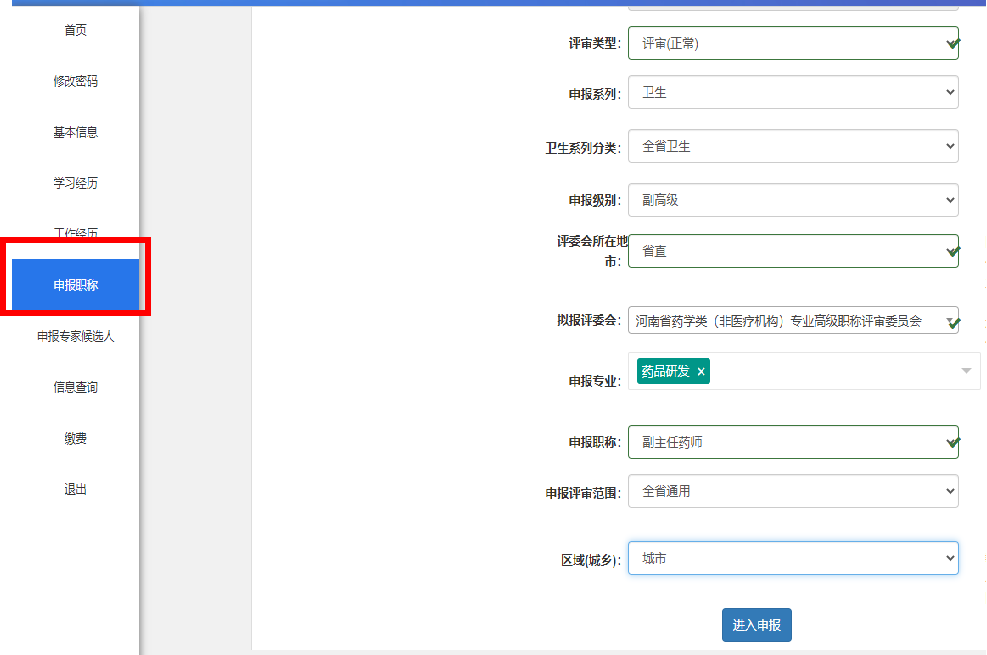 首页
修改密码
基本信息
学习经历
工作经历
申报职称
申报专家候选人
信息查询
缴费
退出
评审类型: 评审(正常)
申报系列: 卫生
卫生系列分类: 全省卫生
申报级别: 副高级
评委会所在地
市: 省直
拟报评委会: 河南省药学类（非医疗机构）专业高级职称评审委员会
申报专业: 药品研发 x
申报职称: 副主任药师
申报评审范围: 全省通用
区域(城乡): 城市
进入申报